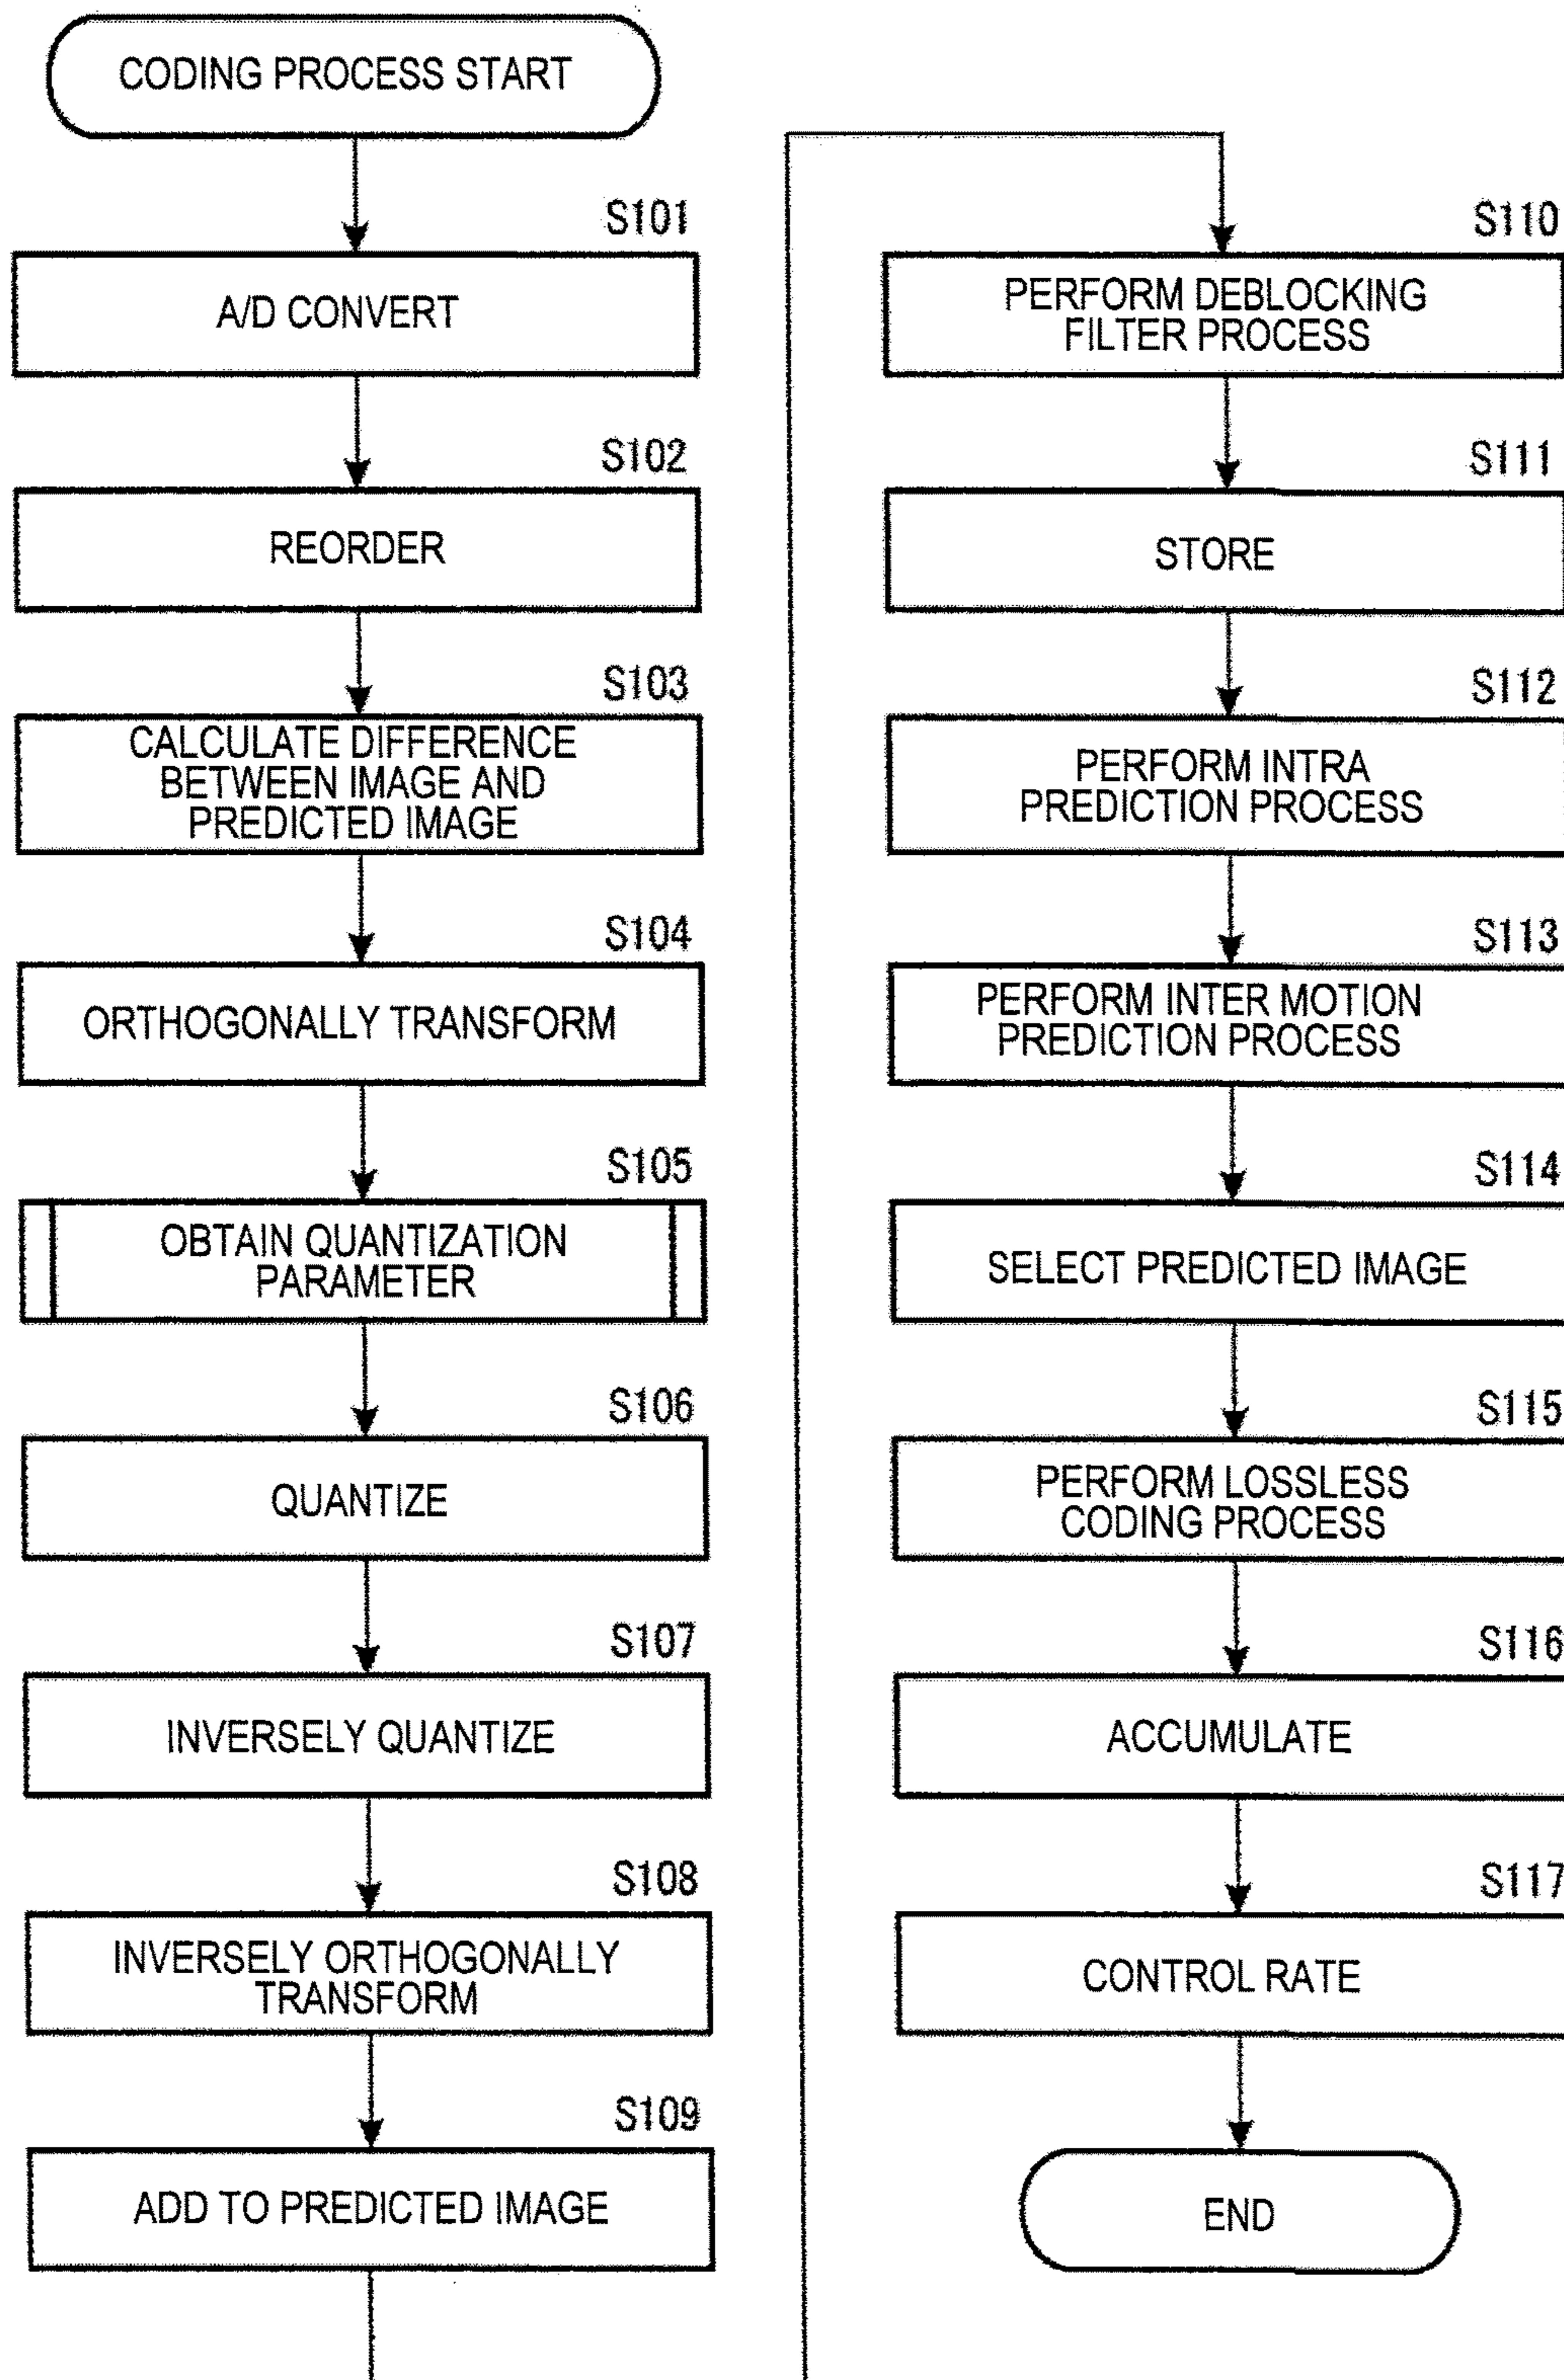 CODING PROCESS START
S101
A/D CONVERT
S102
REORDER
S103
CALCULATE DIFFERENCE
BETWEEN IMAGE AND
PREDICTED IMAGE
S104
ORTHOGONALLY TRANSFORM
S105
OBTAIN QUANTIZATION
PARAMETER
S106
QUANTIZE
S107
INVERSELY QUANTIZE
S108
INVERSELY ORTHOGONALLY
TRANSFORM
S109
ADD TO PREDICTED IMAGE
S110
PERFORM DEBLOCKING
FILTER PROCESS
S111
STORE
S112
PERFORM INTRA
PREDICTION PROCESS
S113
PERFORM INTER MOTION
PREDICTION PROCESS
S114
SELECT PREDICTED IMAGE
S115
PERFORM LOSSLESS
CODING PROCESS
S116
ACCUMULATE
S117
CONTROL RATE
END